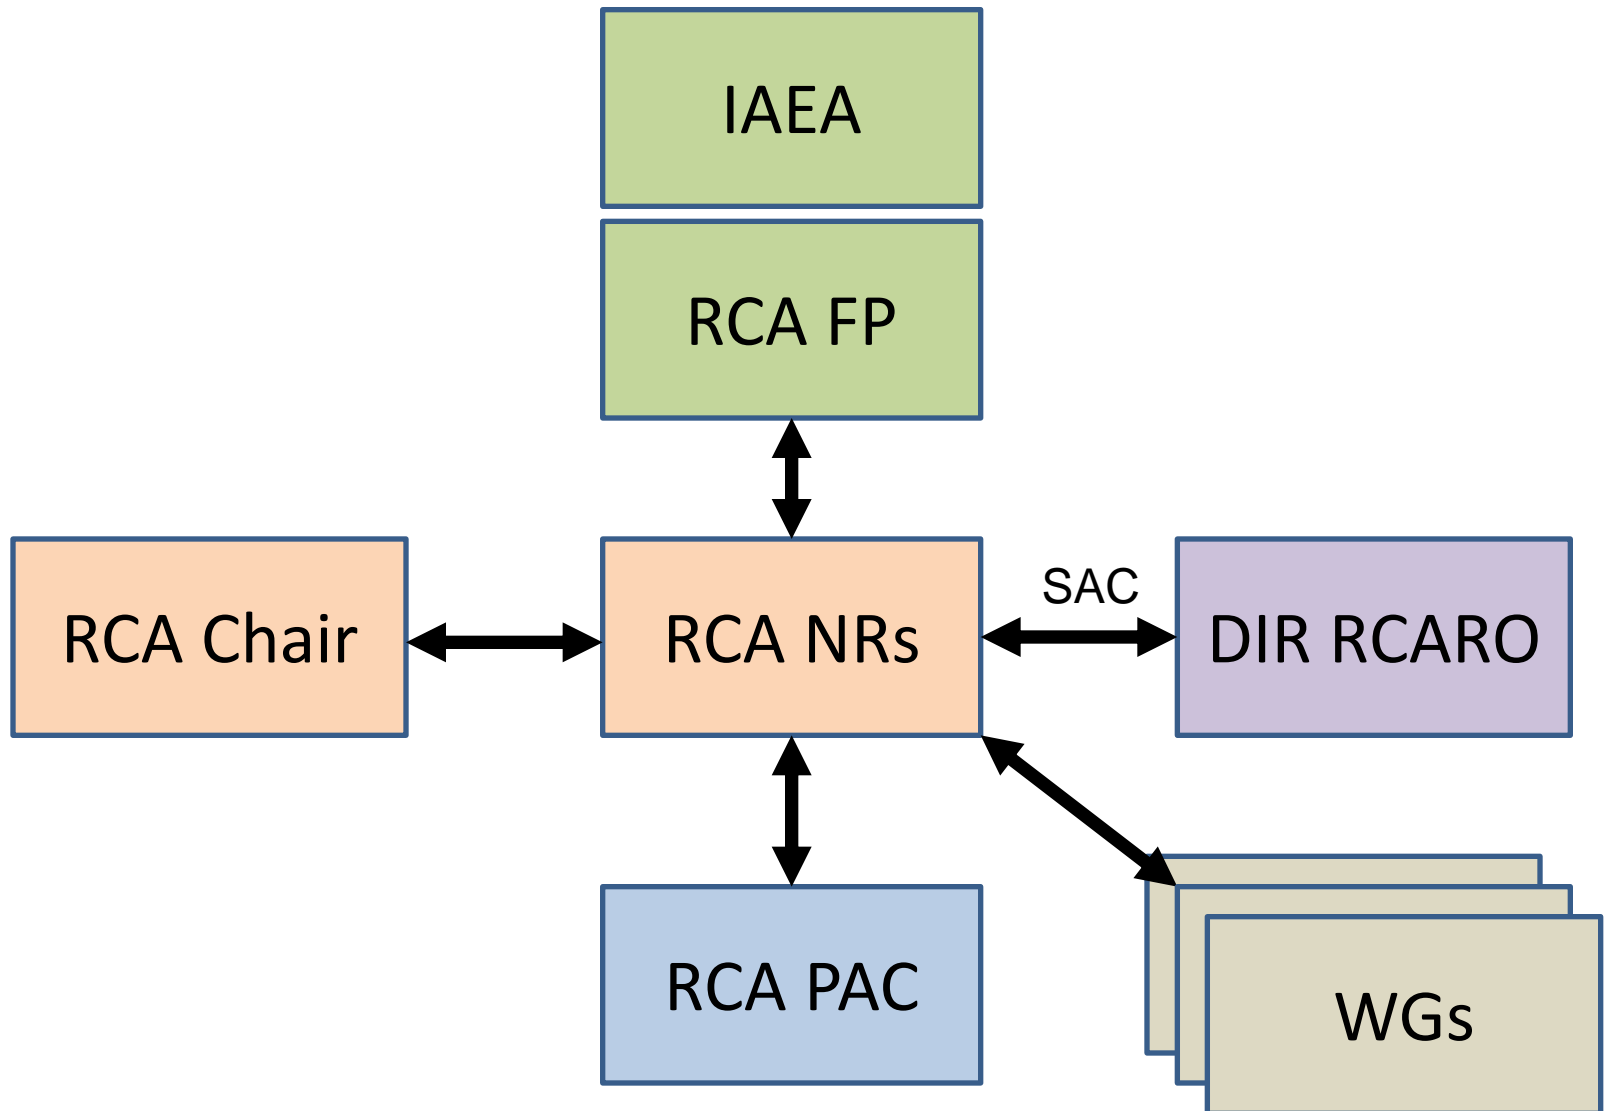 IAEA
RCA FP
SAC
RCA Chair
RCA NRs
DIR RCARO
RCA PAC
WGs